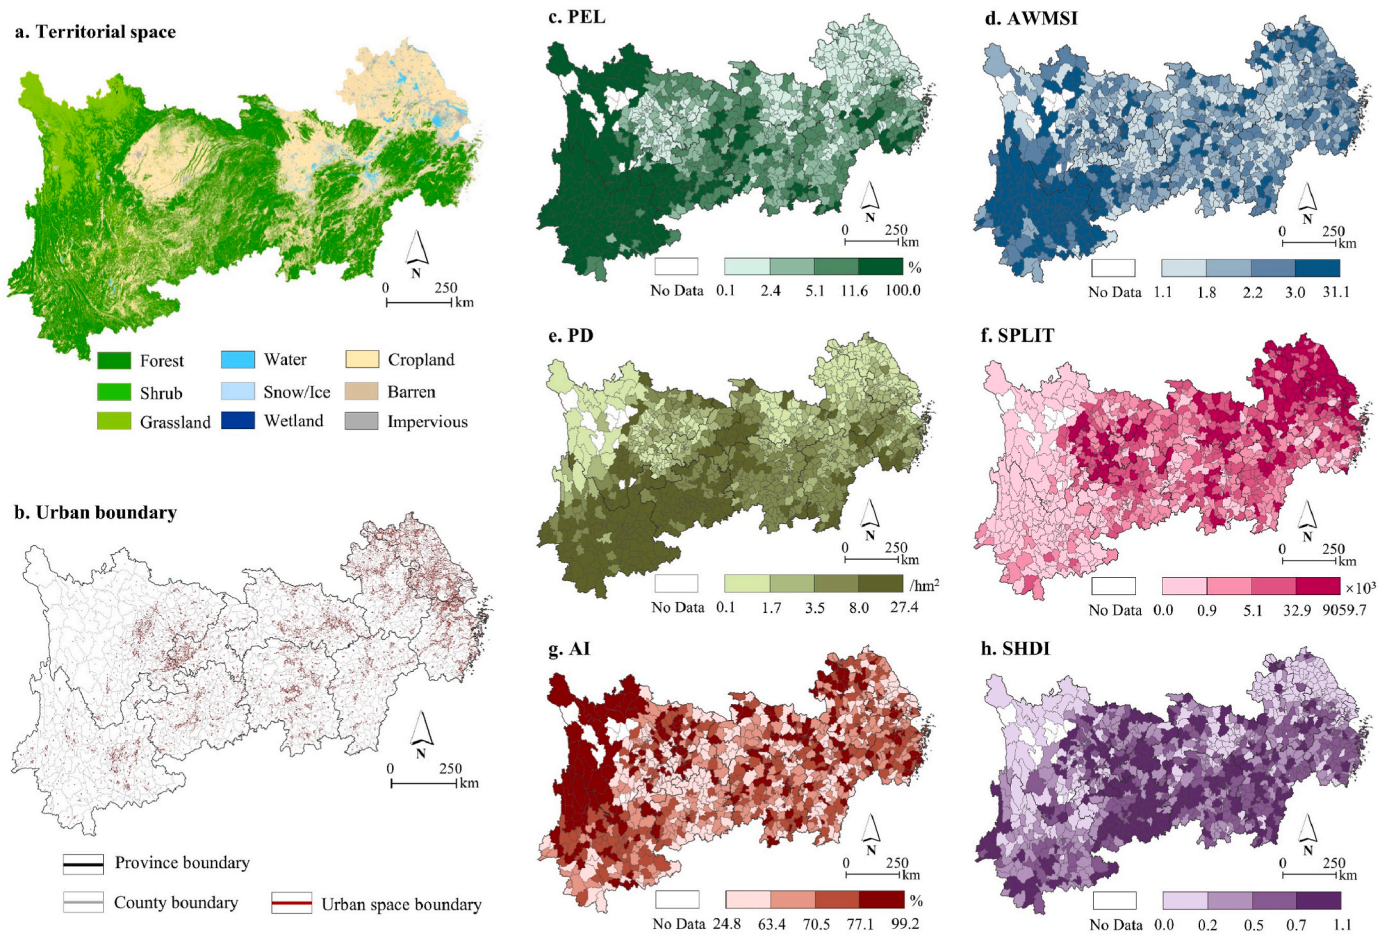 a. Territorial space
N
0 250
km
Forest Water Cropland
Shrub Snow/Ice Barren
Grassland Wetland Impervious
b. Urban boundary
N
0 250
km
Province boundary
County boundary Urban space boundary
c. PEL
N
0 250
km
%
No Data 0.1 2.4 5.1 11.6 100.0
d. AWMSI
N
0 250
km
No Data 1.1 1.8 2.2 3.0 31.1
e. PD
N
0 250
km
/hm²
No Data 0.1 1.7 3.5 8.0 27.4
f. SPLIT
N
0 250
km
×10³
No Data 0.0 0.9 5.1 32.9 9059.7
g. AI
N
0 250
km
%
No Data 24.8 63.4 70.5 77.1 99.2
h. SHDI
N
0 250
km
No Data 0.0 0.2 0.5 0.7 1.1